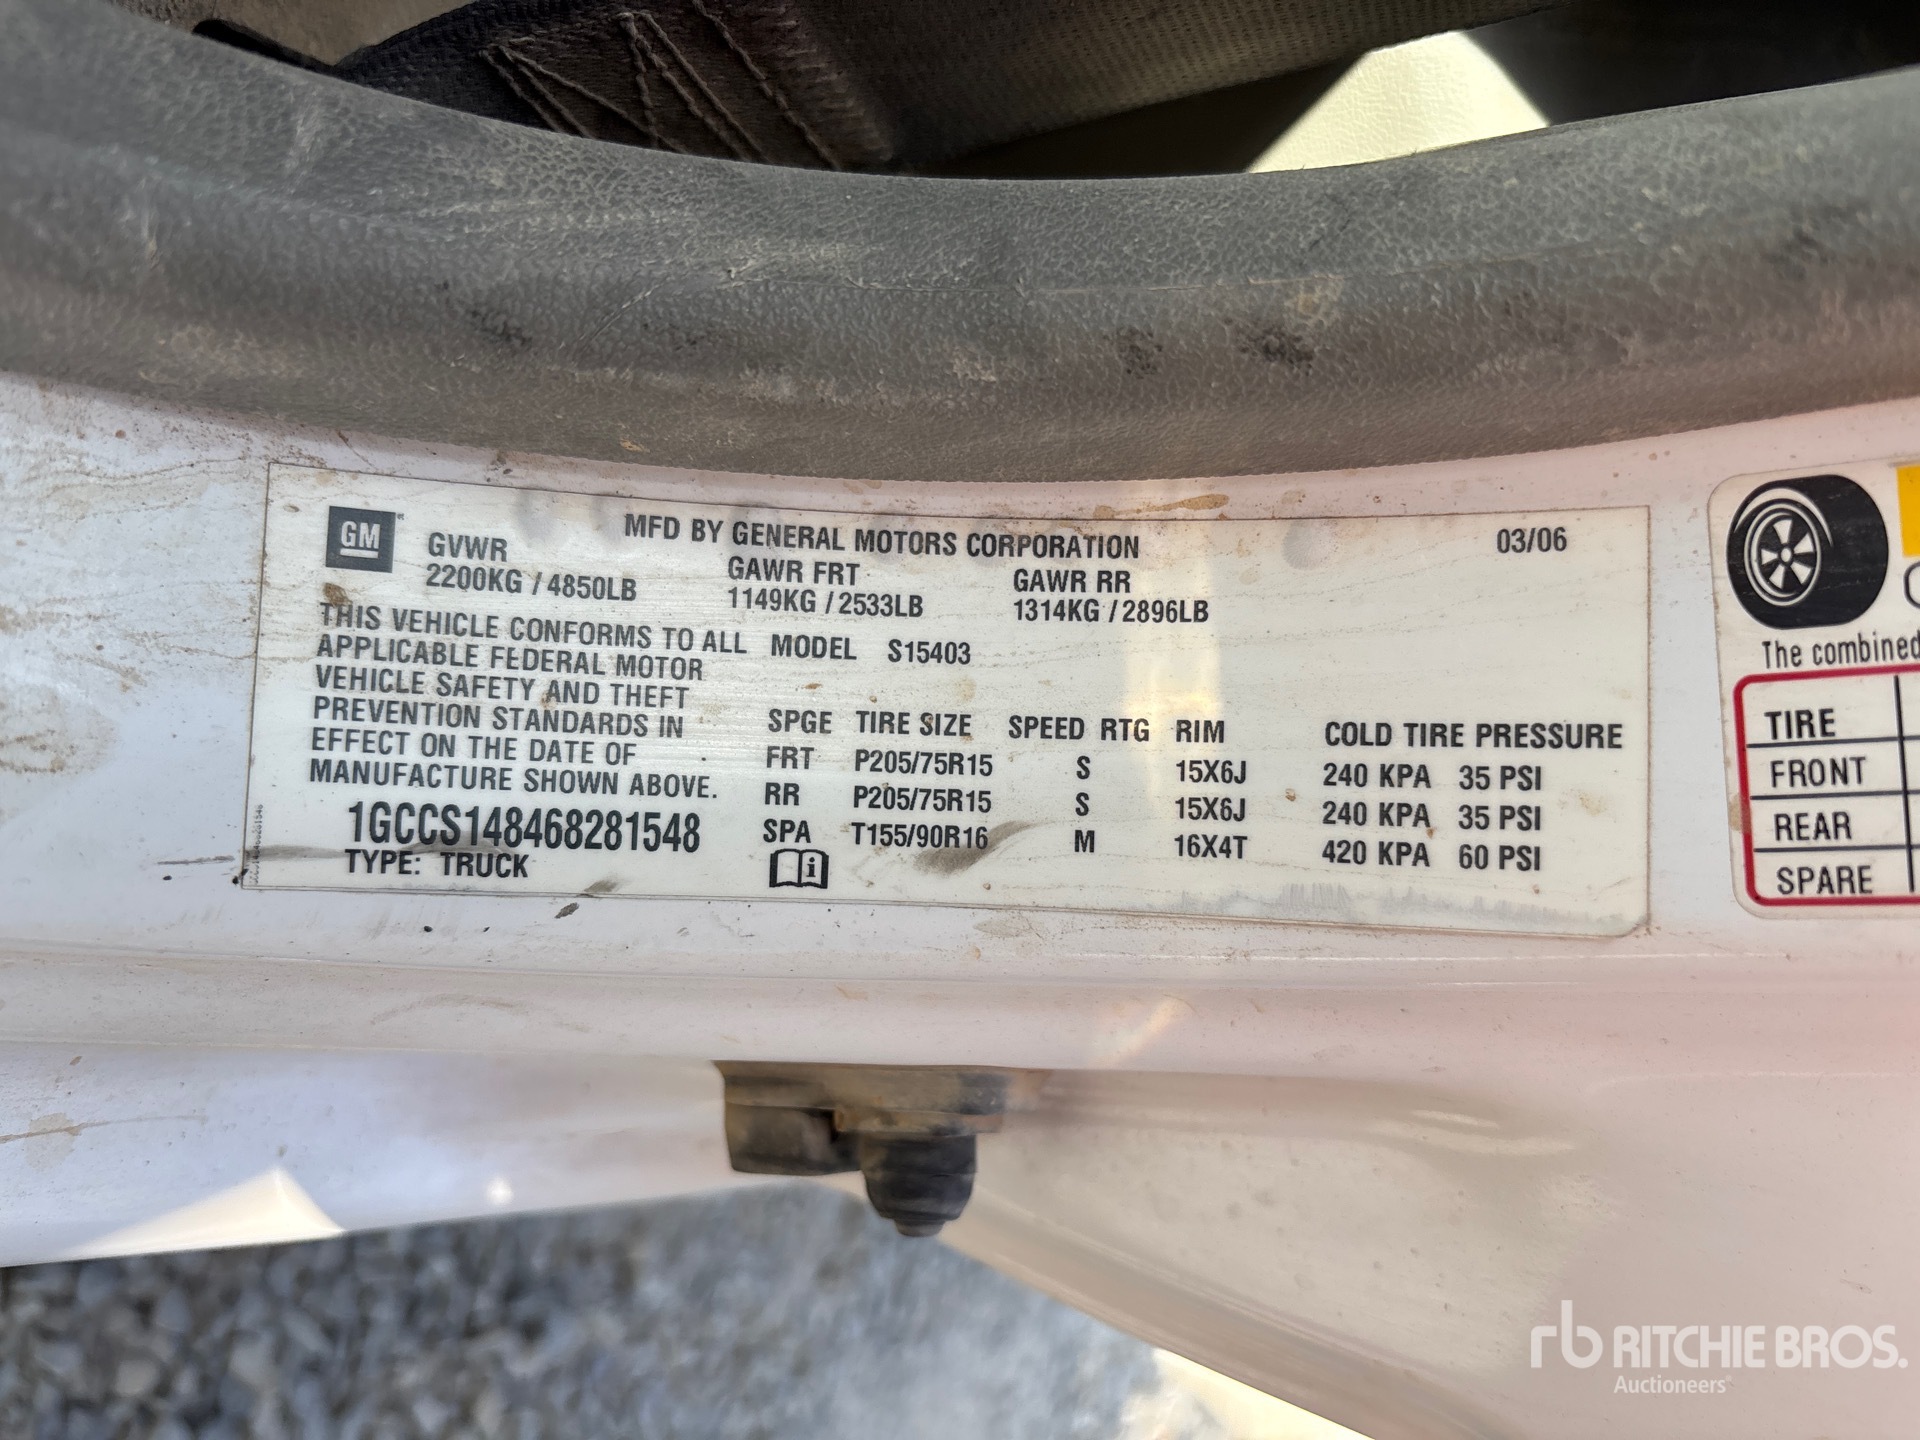 GM
MFD BY GENERAL MOTORS CORPORATION 03/06
GVWR GAWR FRT GAWR RR
2200KG / 4850LB 1149KG / 2533LB 1314KG / 2896LB
THIS VEHICLE CONFORMS TO ALL
APPLICABLE FEDERAL MOTOR
VEHICLE SAFETY AND THEFT
PREVENTION STANDARDS IN
EFFECT ON THE DATE OF
MANUFACTURE SHOWN ABOVE.
1GCCS148468281548
TYPE: TRUCK
MODEL S15403
SPGE TIRE SIZE SPEED RTG RIM COLD TIRE PRESSURE
FRT P205/75R15 S 15X6J 240 KPA 35 PSI
RR P205/75R15 S 15X6J 240 KPA 35 PSI
SPA T155/90R16 M 16X4T 420 KPA 60 PSI
i
The combined
TIRE
FRONT
REAR
SPARE
rb RITCHIE BROS.
Auctioneers